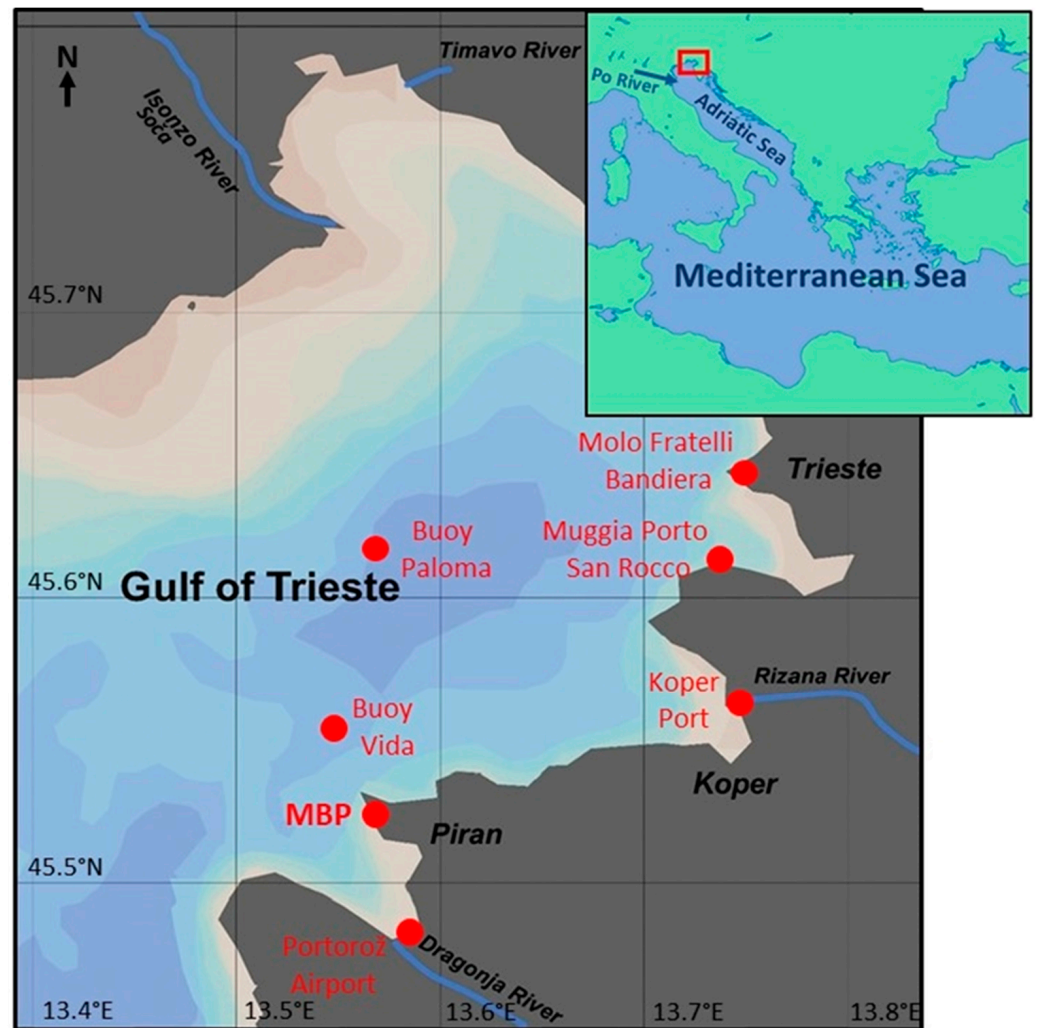 N
Timavo River
Isonzo River
Soča
Po River
Adriatic Sea
Mediterranean Sea
45.7°N
Molo Fratelli
Bandiera
Trieste
Buoy
Paloma
Muggia Porto
San Rocco
45.6°N
Gulf of Trieste
Koper
Port
Rizana River
Buoy
Vida
Koper
MBP
Piran
45.5°N
Portorož
Airport
Dragonja River
13.4°E
13.5°E
13.6°E
13.7°E
13.8°E